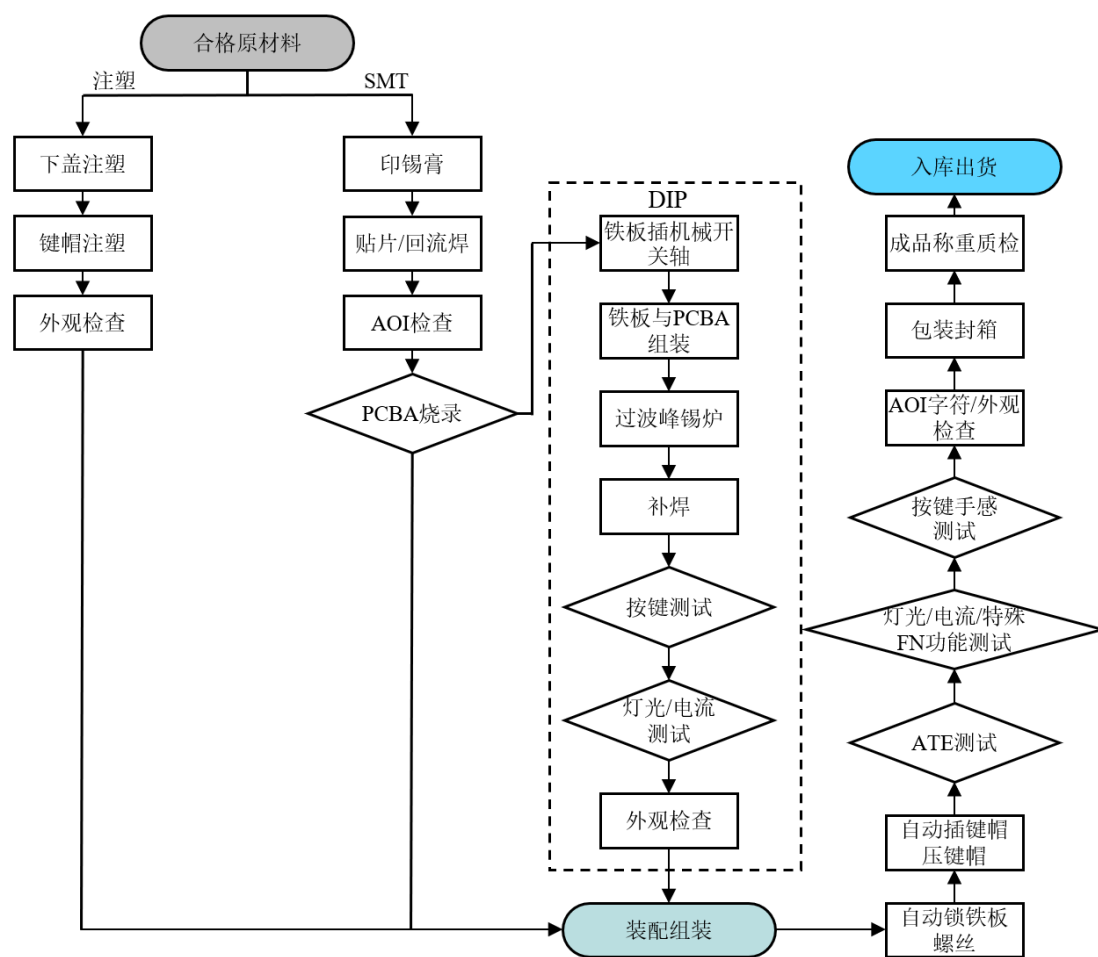 合格原材料
注塑
SMT
下盖注塑
键帽注塑
外观检查
印锡膏
贴片/回流焊
AOI检查
PCBA烧录
DIP
铁板插机械开
关轴
铁板与PCBA
组装
过波峰锡炉
补焊
按键测试
灯光/电流
测试
外观检查
装配组装
入库出货
成品称重质检
包装封箱
AOI字符/外观
检查
按键手感
测试
灯光/电流/特殊
FN功能测试
ATE测试
自动插键帽
压键帽
自动锁铁板
螺丝